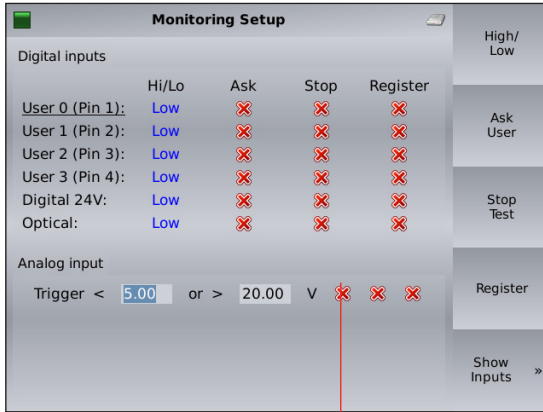 Monitoring Setup
Digital inputs
Hi/Lo Ask Stop Register
User 0 (Pin 1): Low
User 1 (Pin 2): Low
User 2 (Pin 3): Low
User 3 (Pin 4): Low
Digital 24V: Low
Optical: Low
Analog input
Trigger < 5.00 or > 20.00 V
High/
Low
Ask
User
Stop
Test
Register
Show
Inputs »